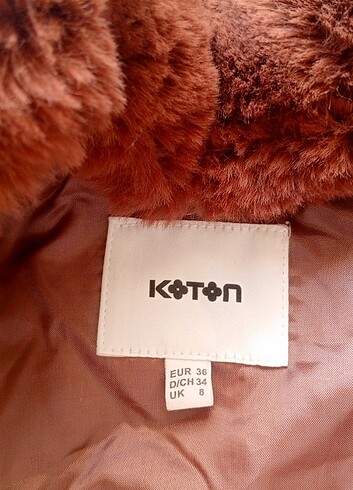 KOTON
EUR 36
D/CH 34
UK 8